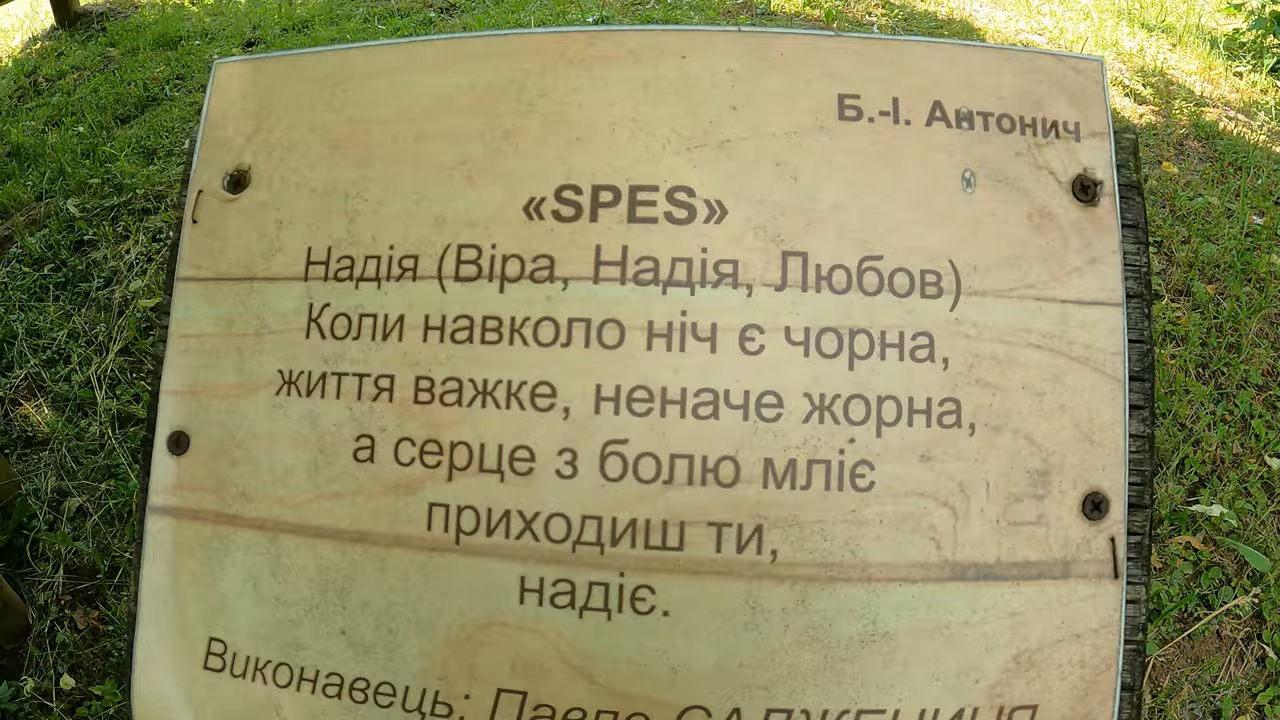 Б.-І. Антонич
«SPES»
Надія (Віра, Надія, Любов)
Коли навколо ніч є чорна,
життя важке, неначе жорна,
а серце з болю мліє
приходиш ти,
надіє.
Виконавець: Павло